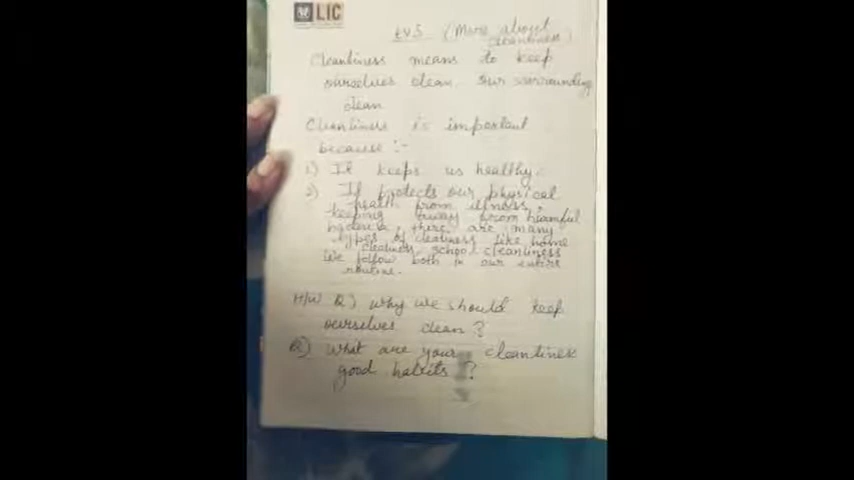 LIC
EVS (More about
cleanliness)
Cleanliness means to keep
ourselves clean our surrounding
clean
Cleanliness is important
because :-
1) It keeps us healthy.
2) It protects our physical
health from illness,
keeping away from harmful
bacteria, there are many
types of cleanness like home
cleanness, school cleanliness
We follow both in our entire
routine.
H/W Q) why we should keep
ourselves clean ?
Q) what are your cleanliness
good habits ?